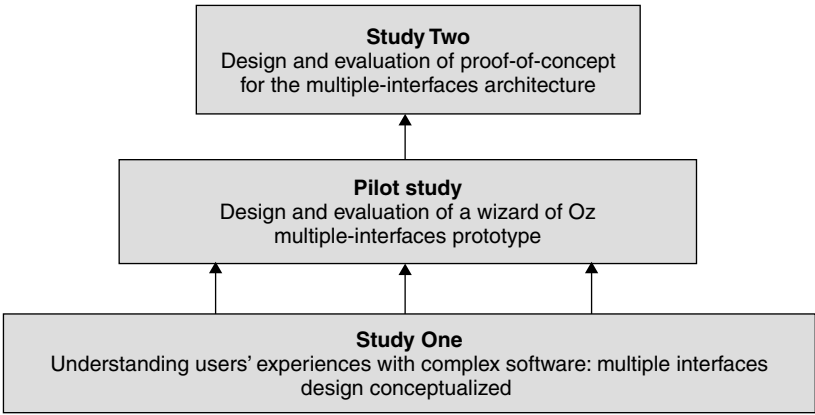 Study Two
Design and evaluation of proof-of-concept
for the multiple-interfaces architecture
Pilot study
Design and evaluation of a wizard of Oz
multiple-interfaces prototype
Study One
Understanding users’ experiences with complex software: multiple interfaces
design conceptualized